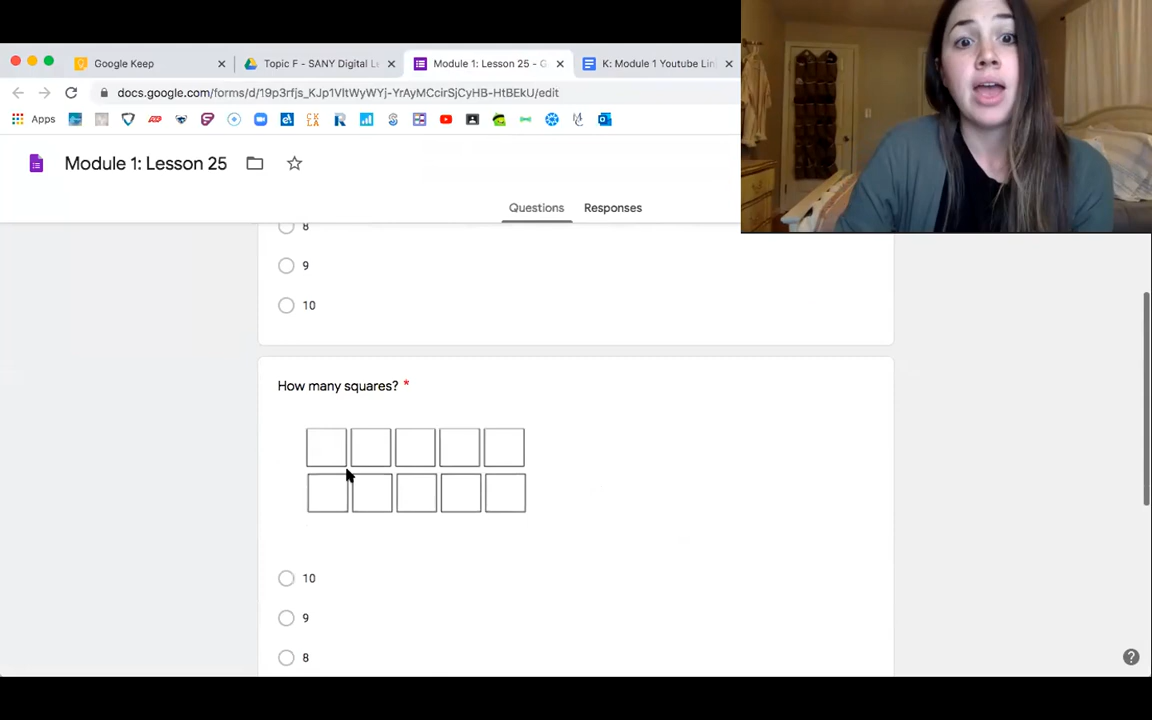 Google Keep
Topic F - SANY Digital Le
Module 1: Lesson 25 - G
K: Module 1 Youtube Lin
docs.google.com/forms/d/19p3rfjs_KJp1VltWyWYj-YrAyMCcirSjCyHB-HtBEkU/edit
Apps
Module 1: Lesson 25
Questions
Responses
8
9
10
How many squares? *
10
9
8